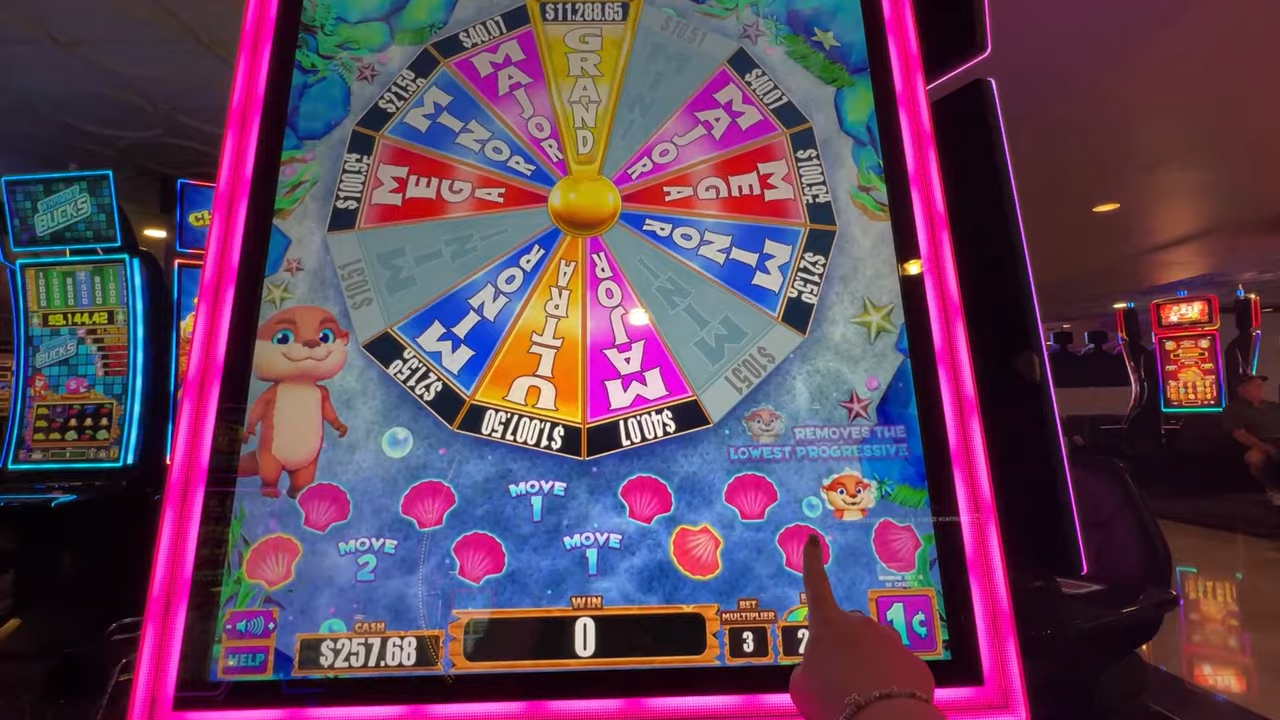 $11,288.65
GRAND
$10.51
MINI
$40.07
MAJOR
$100.94
MEGA
$21.58
MINOR
$10.51
MINI
$40.07
MAJOR
$1,007.50
ULTRA
$21.58
MINOR
$10.51
MINI
$100.94
MEGA
$21.58
MINOR
$40.07
MAJOR
BUCKS
$9,144.42
BUCKS
REMOVES THE
LOWEST PROGRESSIVE
MOVE
1
MOVE
2
MOVE
1
HELP
CASH
$257.68
WIN
0
BET
MULTIPLIER
3
1¢